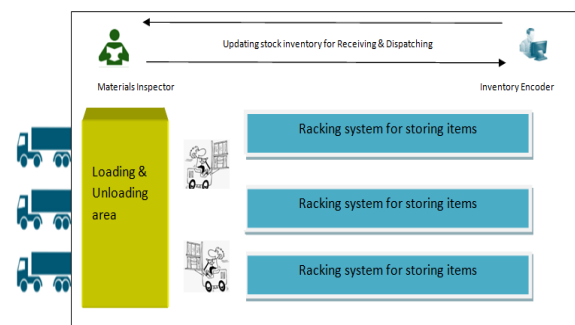 Updating stock inventory for Receiving & Dispatching
Materials Inspector
Inventory Encoder
Racking system for storing items
Loading &
Unloading
area
Racking system for storing items
Racking system for storing items